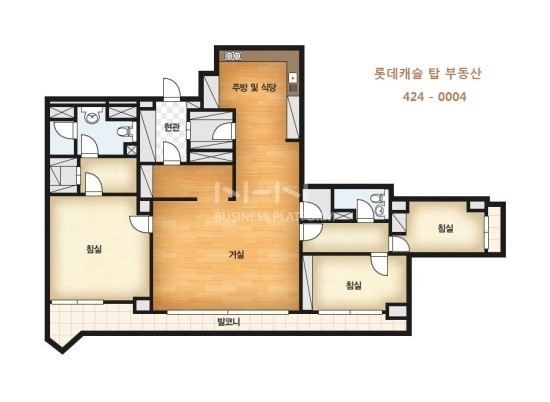 롯데캐슬 탑 부동산
424 - 0004
주방 및 식당
현관
NHN
BUSINESS PLATFORM
침실
거실
침실
침실
발코니